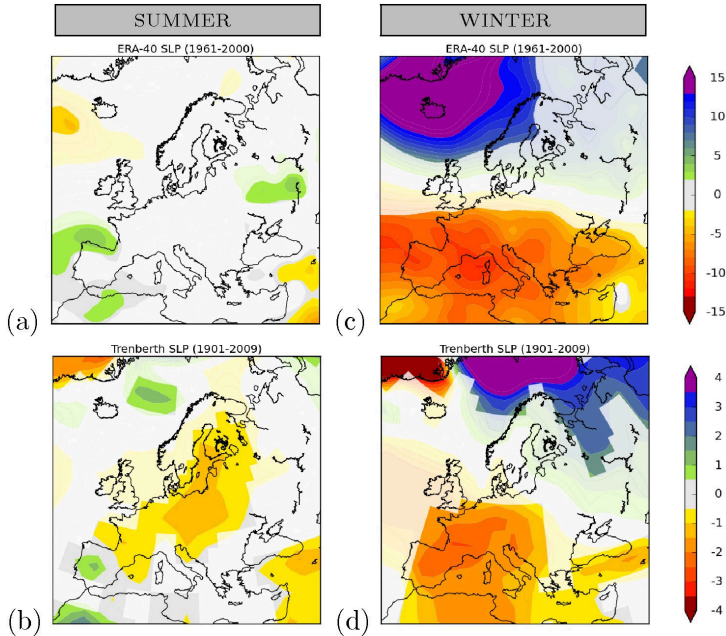 SUMMER
WINTER
ERA-40 SLP (1961-2000)
ERA-40 SLP (1961-2000)
(a)
(c)
15
10
5
0
-5
-10
-15
Trenberth SLP (1901-2009)
Trenberth SLP (1901-2009)
(b)
(d)
4
3
2
1
0
-1
-2
-3
-4